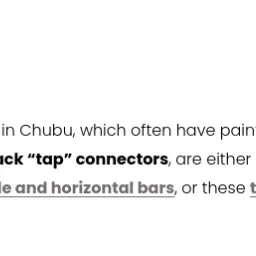 in Chubu, which often have pain
ack “tap” connectors, are either
le and horizontal bars, or these t